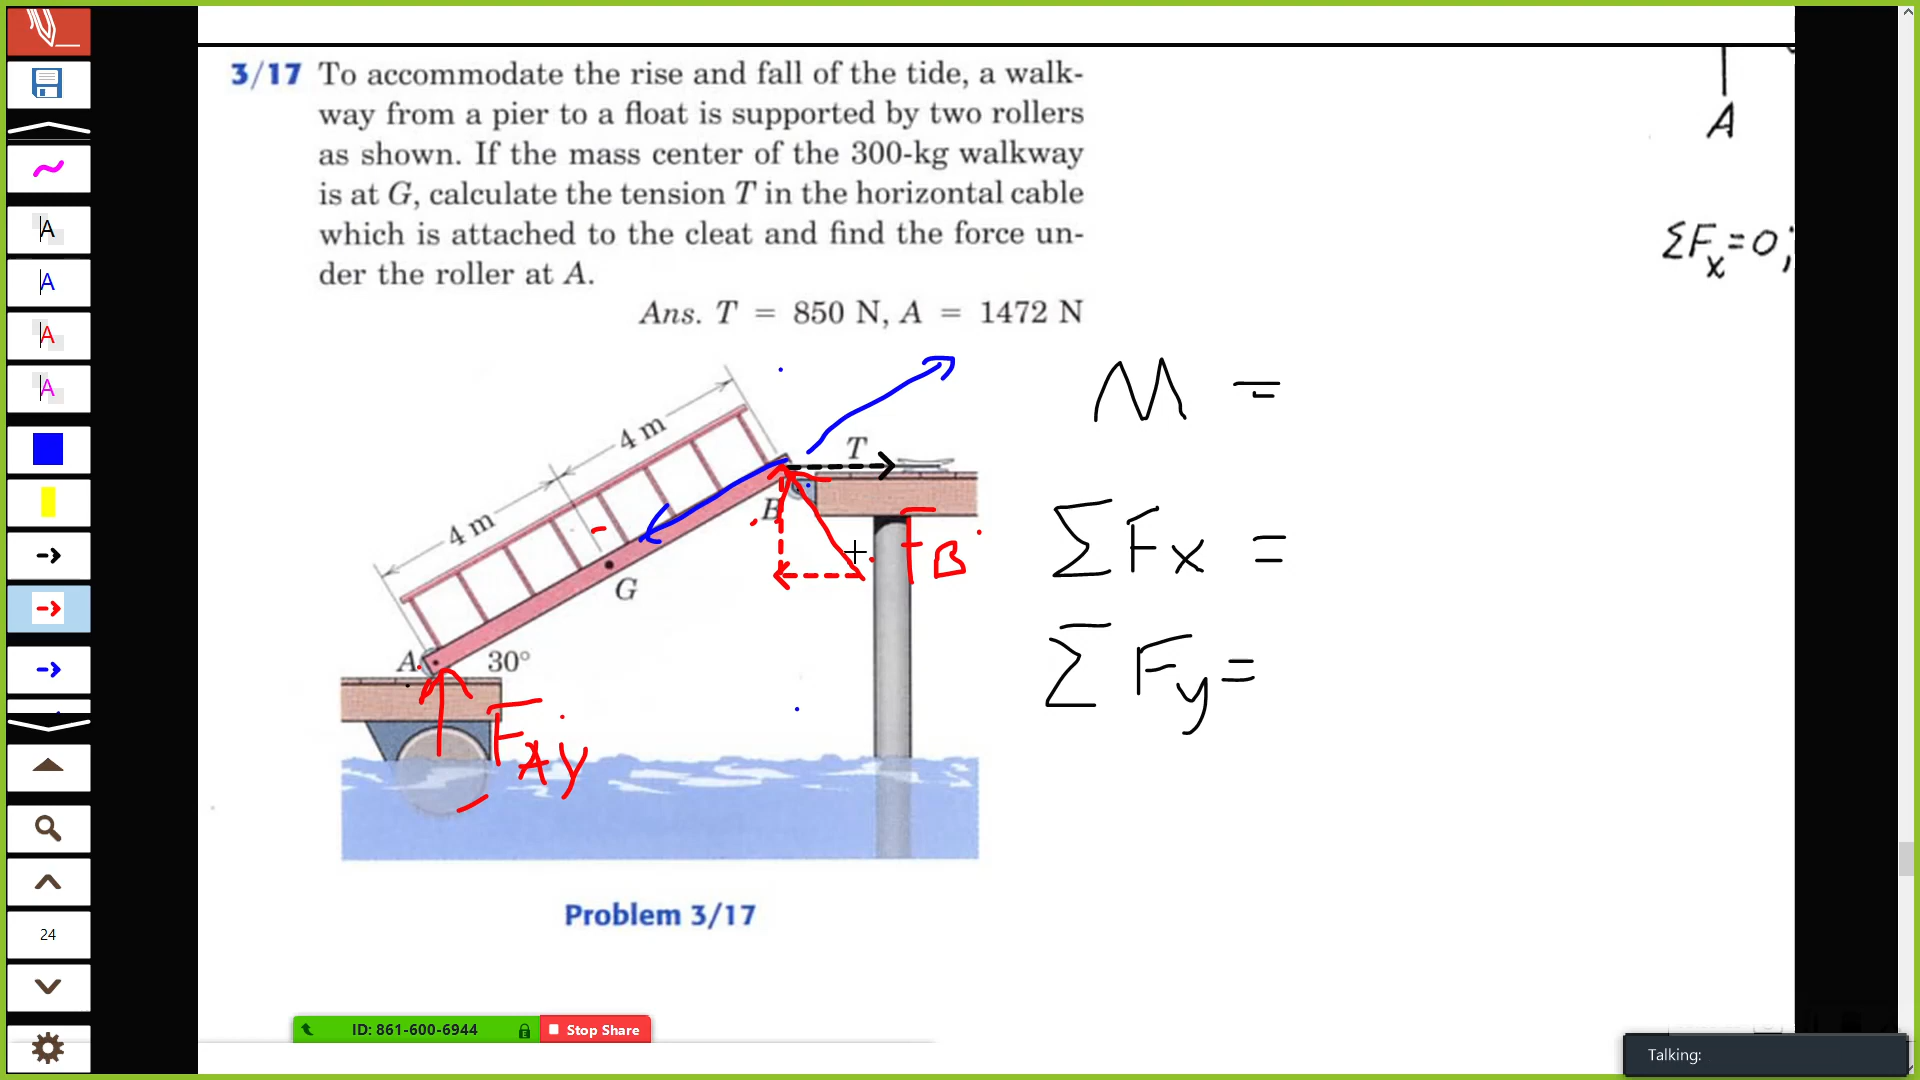 3/17 To accommodate the rise and fall of the tide, a walk-
way from a pier to a float is supported by two rollers
as shown. If the mass center of the 300-kg walkway
is at G, calculate the tension T in the horizontal cable
which is attached to the cleat and find the force un-
der the roller at A.
Ans. T = 850 N, A = 1472 N
A
ΣFx=0;
4 m
4 m
T
B
G
A
30°
FB
FAy
M =
ΣFx =
ΣFy=
Problem 3/17
A
A
A
A
24
ID: 861-600-6944
Stop Share
Talking: